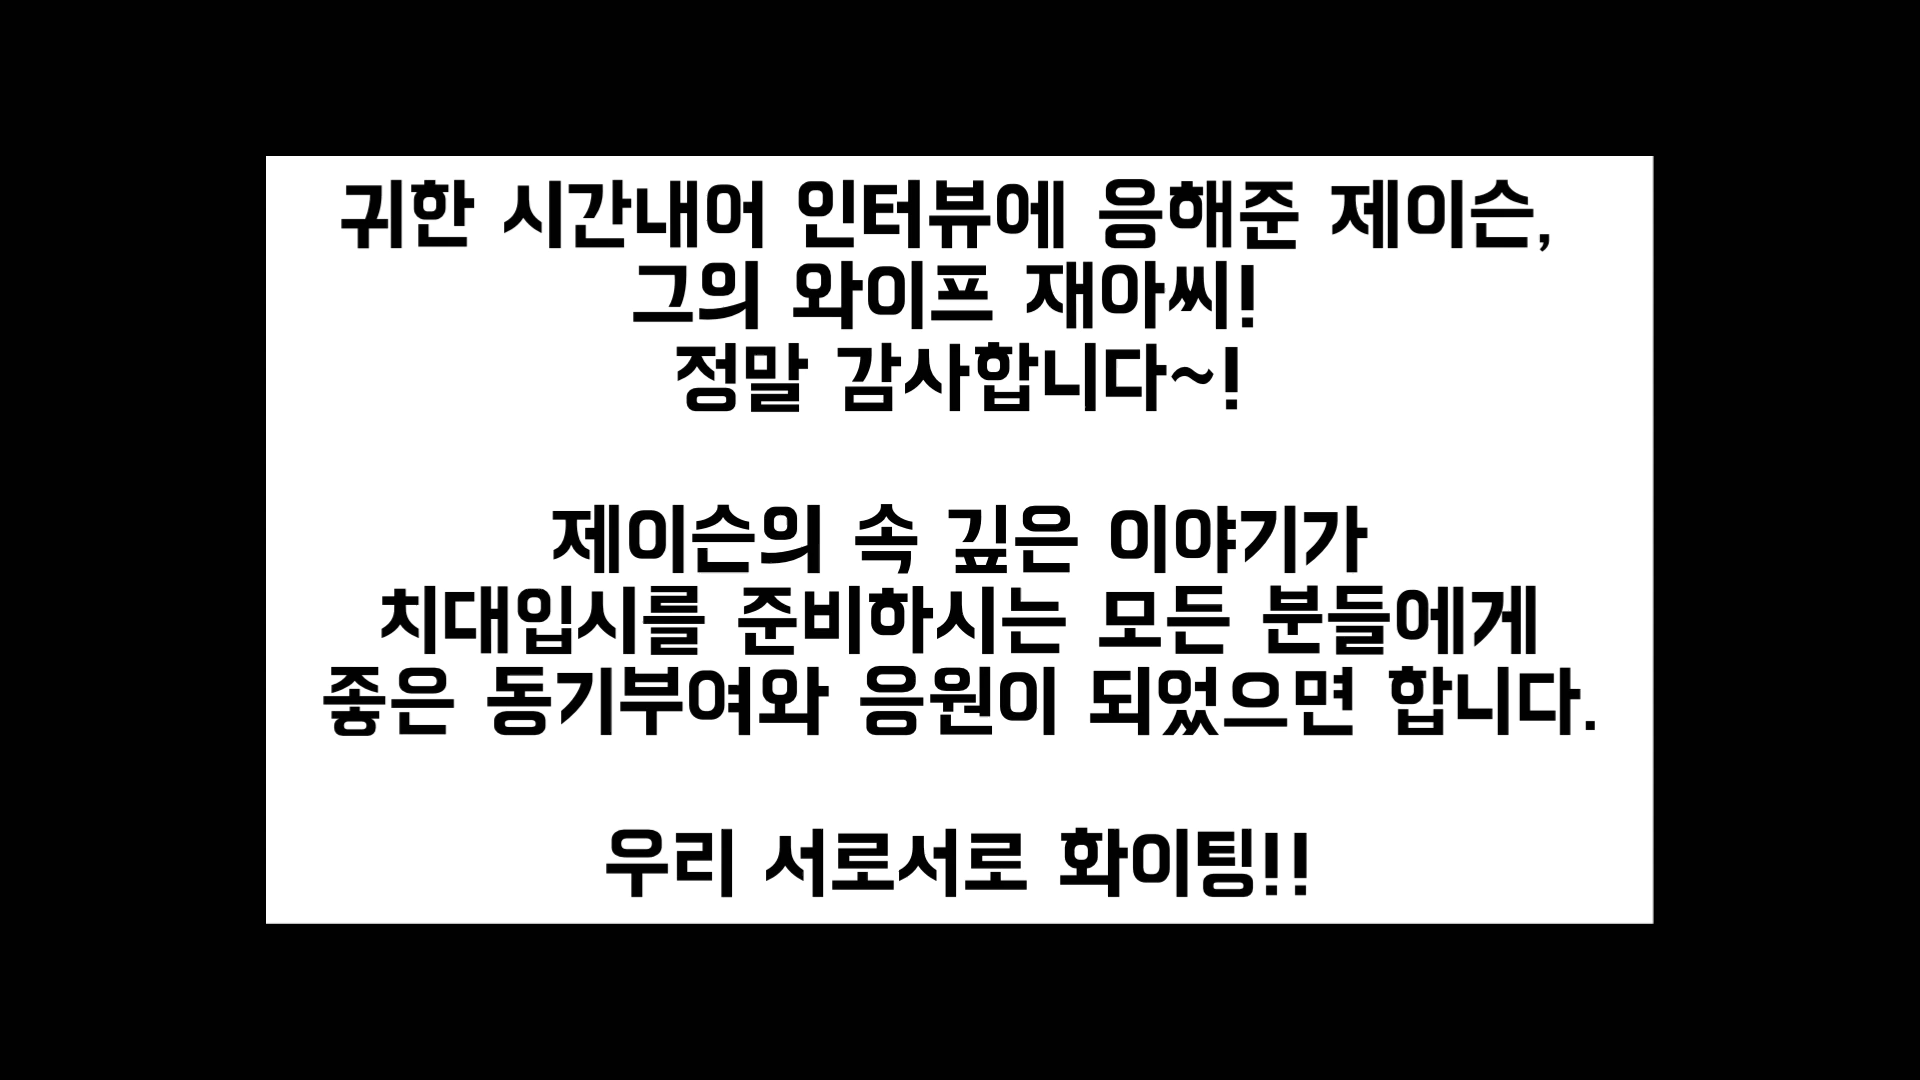 귀한 시간내어 인터뷰에 응해준 제이슨,
그의 와이프 재아씨!
정말 감사합니다~!
제이슨의 속 깊은 이야기가
치대입시를 준비하시는 모든 분들에게
좋은 동기부여와 응원이 되었으면 합니다.
우리 서로서로 화이팅!!